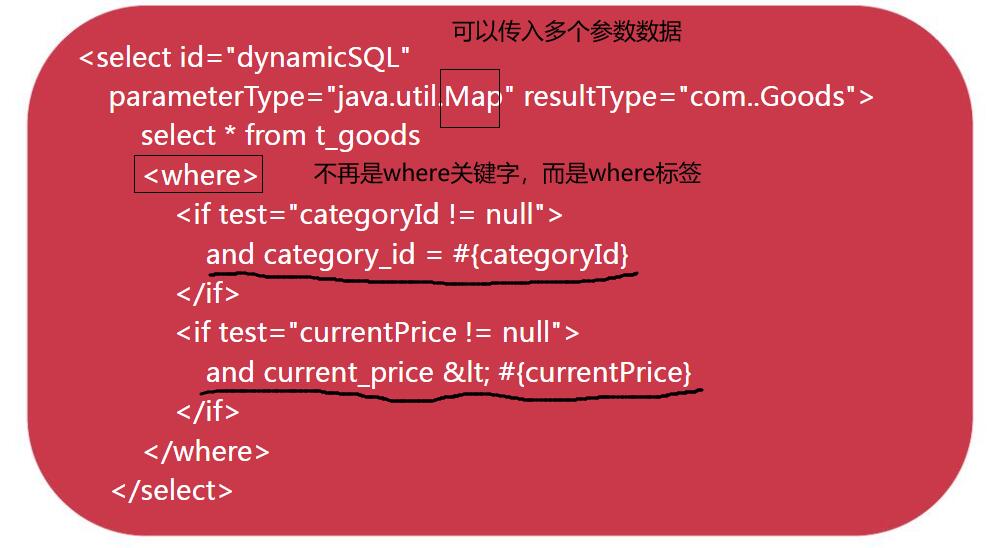 可以传入多个参数数据
<select id="dynamicSQL"
parameterType="java.util.Map" resultType="com..Goods">
select * from t_goods
<where> 不再是where关键字，而是where标签
<if test="categoryId != null">
and category_id = #{categoryId}
</if>
<if test="currentPrice != null">
and current_price &lt; #{currentPrice}
</if>
</where>
</select>